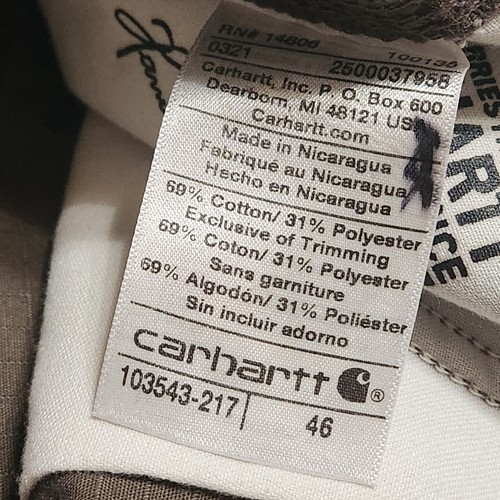 RN# 14806 100135
0321 2500037958
Carhartt, Inc. P. O. Box 600
Dearborn, MI 48121 USA
Carhartt.com
Made in Nicaragua
Fabriqué au Nicaragua
Hecho en Nicaragua
69% Cotton/ 31% Polyester
Exclusive of Trimming
69% Coton/ 31% Polyester
Sans garniture
69% Algodón/ 31% Poliéster
Sin incluir adorno
carhartt ®
103543-217 46